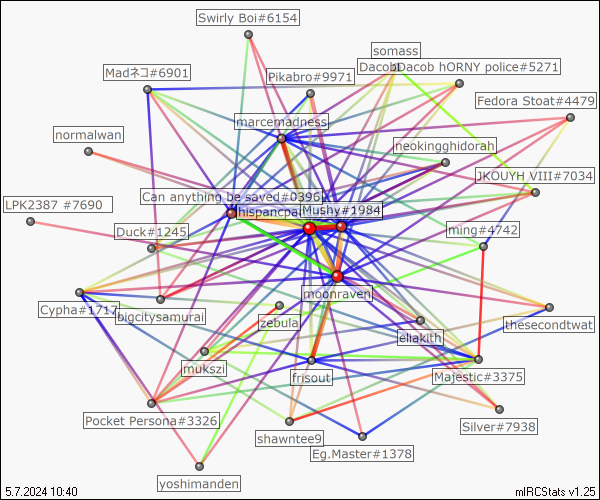 Swirly Boi#6154
somass
Madネコ#6901
Pikabro#9971
Dacob
Dacob hORNY police#5271
Fedora Stoat#4479
marcemadness
normalwan
neokingghidorah
JKOUYH VIII#7034
Can anything be saved#0396
LPK2387 #7690
hispancpa
Mushy#1984
Duck#1245
ming#4742
moonraven
Cypha#1717
bigcitysamurai
zebula
eliakith
thesecondtwat
mukszi
frisout
Majestic#3375
Pocket Persona#3326
shawntee9
Silver#7938
Eg.Master#1378
yoshimanden
5.7.2024 10:40
mIRCStats v1.25